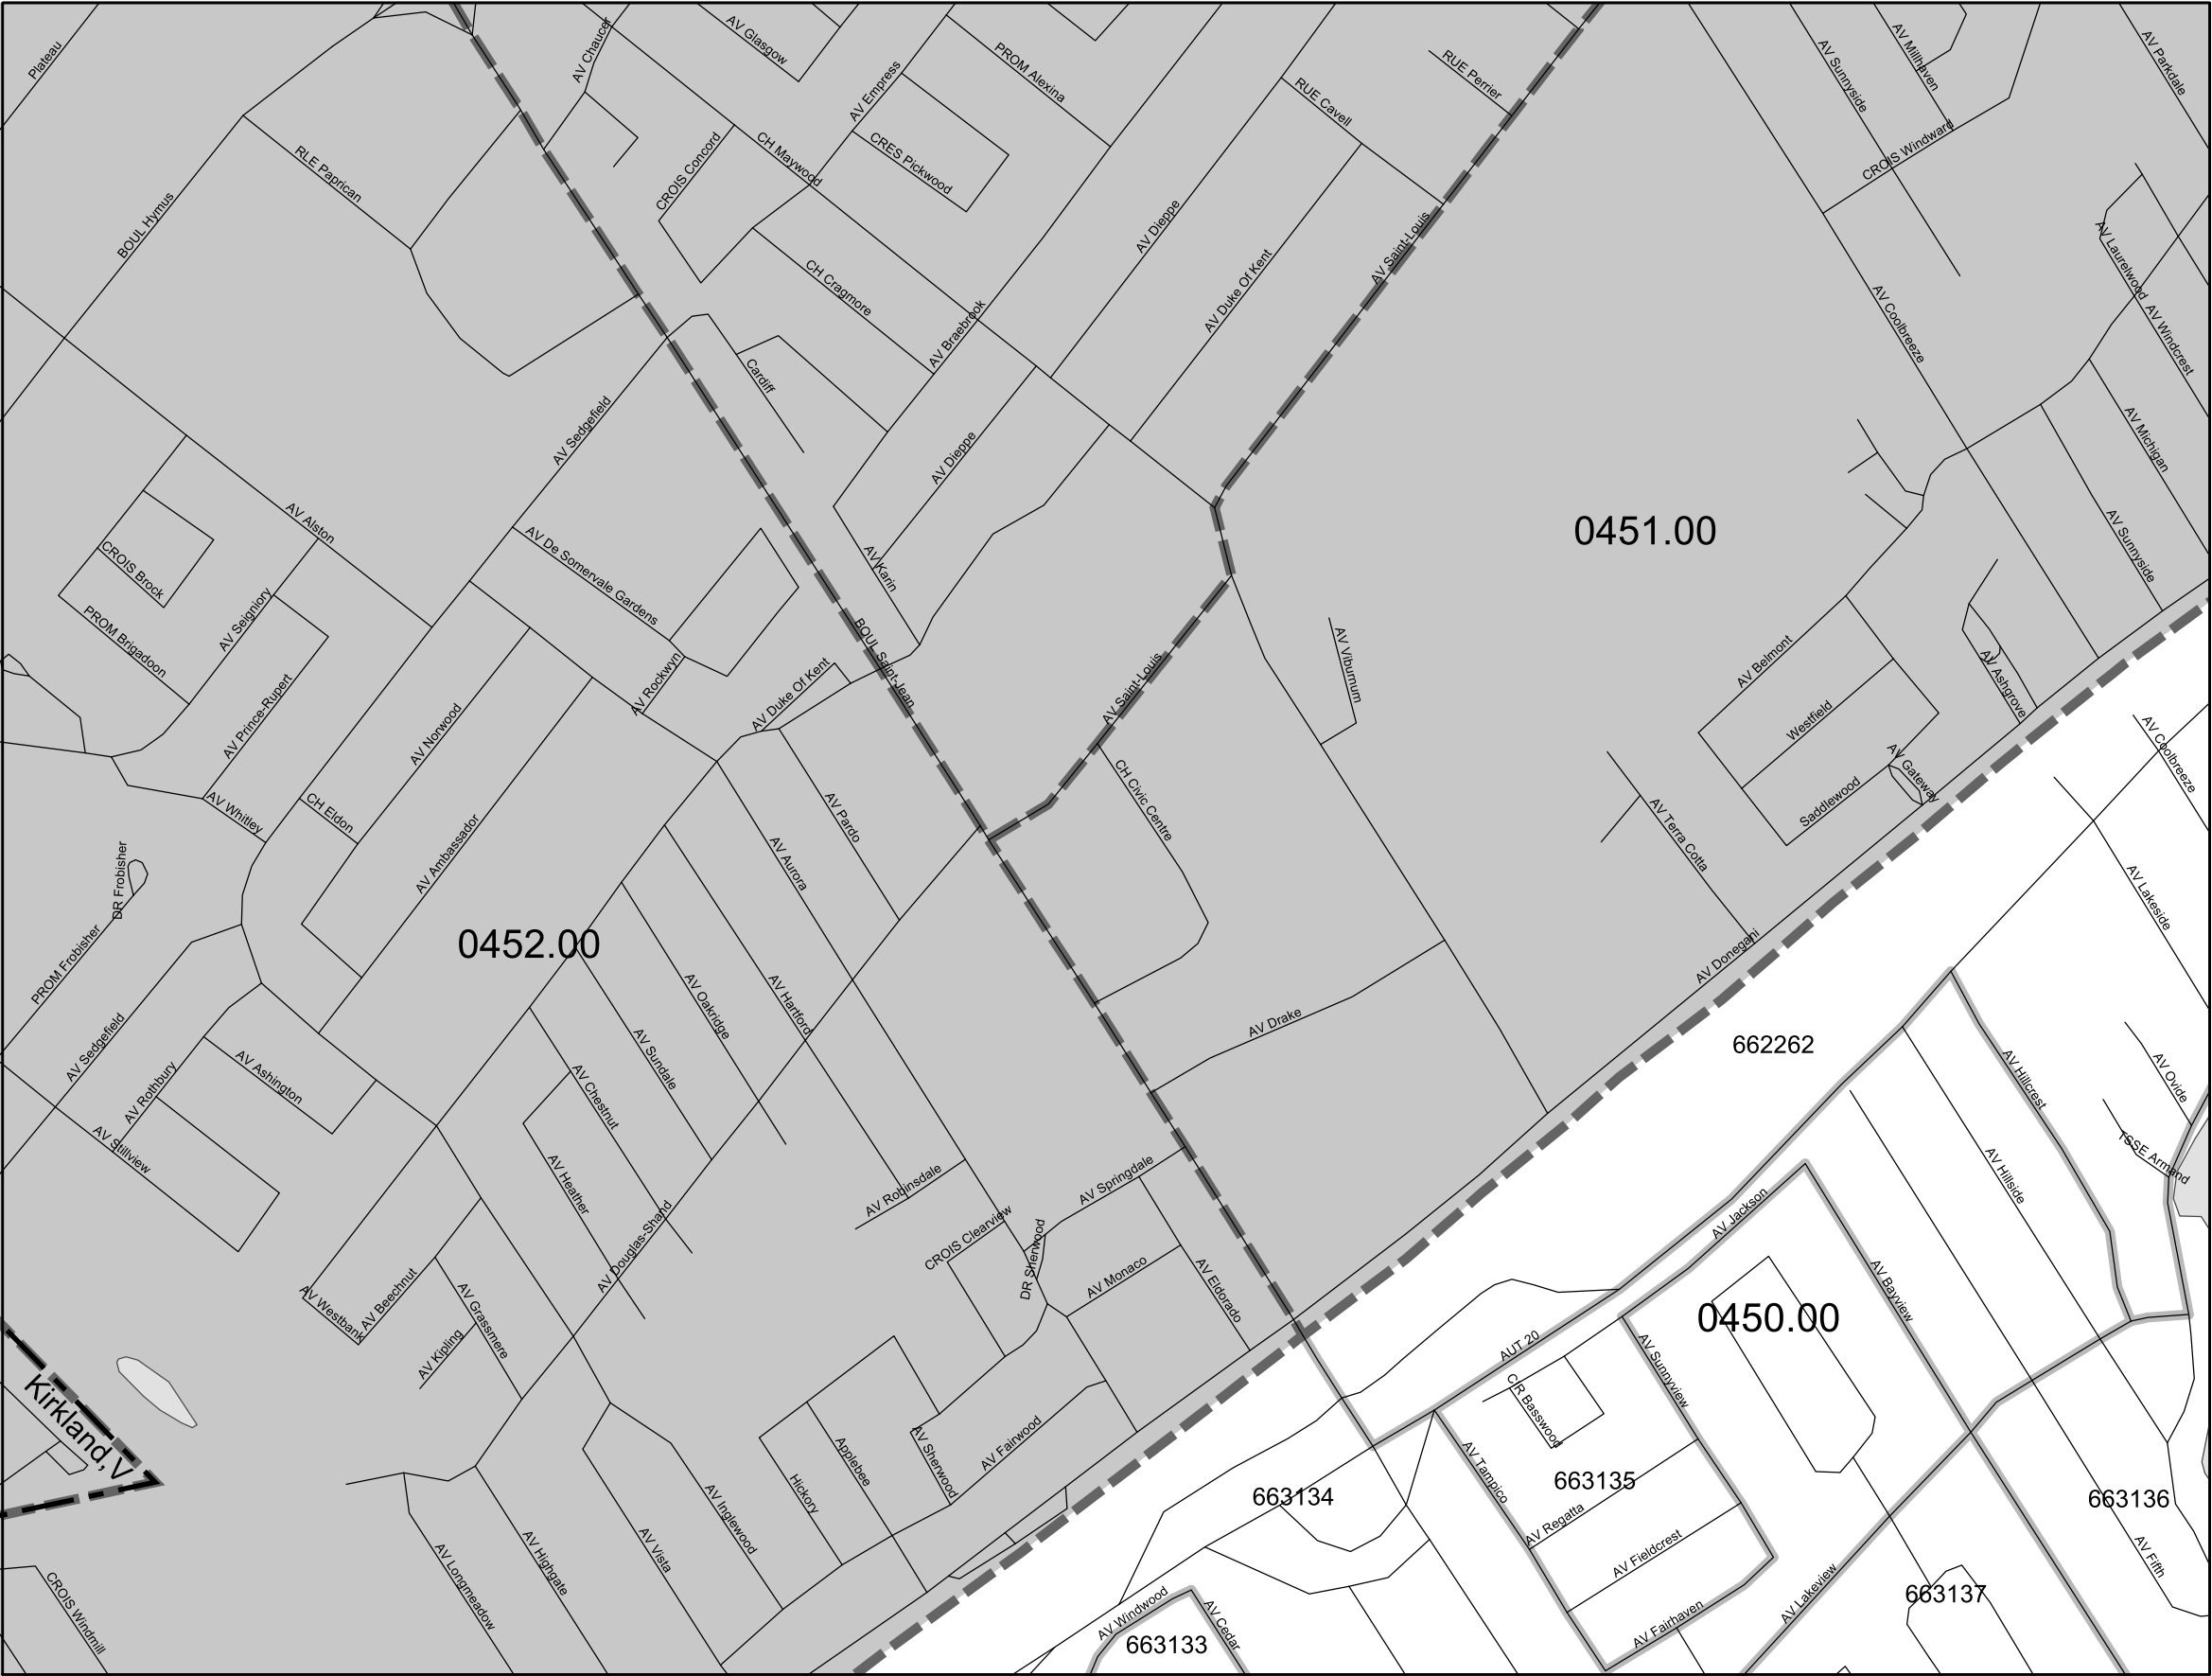 Plateau
AV Chaucer
AV Glasgow
AV Empress
PROM Alexina
RUE Perrier
RUE Cavell
AV Sunnyside
AV Millhaven
AV Parkdale
CROIS Windward
BOUL Hymus
RLE Paprican
CROIS Concord
CH Maywood
CRES Pickwood
CH Cragmore
AV Braebrook
AV Dieppe
AV Duke Of Kent
AV Saint-Louis
AV Coolbreeze
AV Laurelwood
AV Windcrest
AV Michigan
AV Sunnyside
Cardiff
AV Sedgefield
AV Dieppe
AV Alston
AV De Somervale Gardens
AV Karin
0451.00
CROIS Brock
PROM Brigadoon
AV Seigniory
AV Prince-Rupert
AV Norwood
AV Rockwyn
AV Duke Of Kent
BOUL Saint-Jean
AV Saint-Louis
AV Viburnum
AV Belmont
Westfield
AV Ashgrove
AV Gateway
Saddlewood
AV Coolbreeze
AV Whitley
CH Eldon
AV Ambassador
AV Pardo
AV Aurora
CH Civic Centre
AV Terra Cotta
AV Lakeside
DR Frobisher
PROM Frobisher
0452.00
AV Oakridge
AV Hartford
AV Donegani
AV Drake
662262
AV Sedgefield
AV Rothbury
AV Ashington
AV Stillview
AV Sundale
AV Chestnut
AV Heather
AV Hillcrest
AV Ovide
TSSE Armand
AV Hillside
AV Robinsdale
AV Springdale
CROIS Clearview
DR Sherwood
AV Monaco
AV Eldorado
AV Douglas-Shand
AV Westbank
AV Beechnut
AV Grassmere
AV Kipling
AV Jackson
AUT 20
0450.00
AV Bayview
AV Sunnyview
CIR Basswood
Kirkland, V
AV Sherwood
AV Fairwood
Applebee
Hickory
AV Inglewood
AV Vista
AV Highgate
AV Longmeadow
CROIS Windmill
663134
AV Tampico
663135
AV Regatta
AV Fieldcrest
AV Fairhaven
AV Lakeview
663136
AV Fifth
663137
AV Windwood
AV Cedar
663133